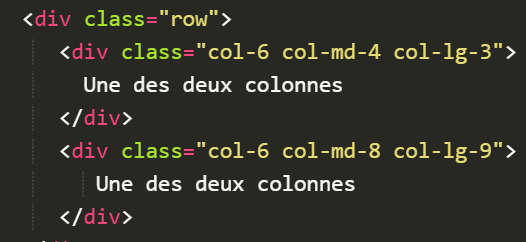 <div class="row">
<div class="col-6 col-md-4 col-lg-3">
Une des deux colonnes
</div>
<div class="col-6 col-md-8 col-lg-9">
Une des deux colonnes
</div>